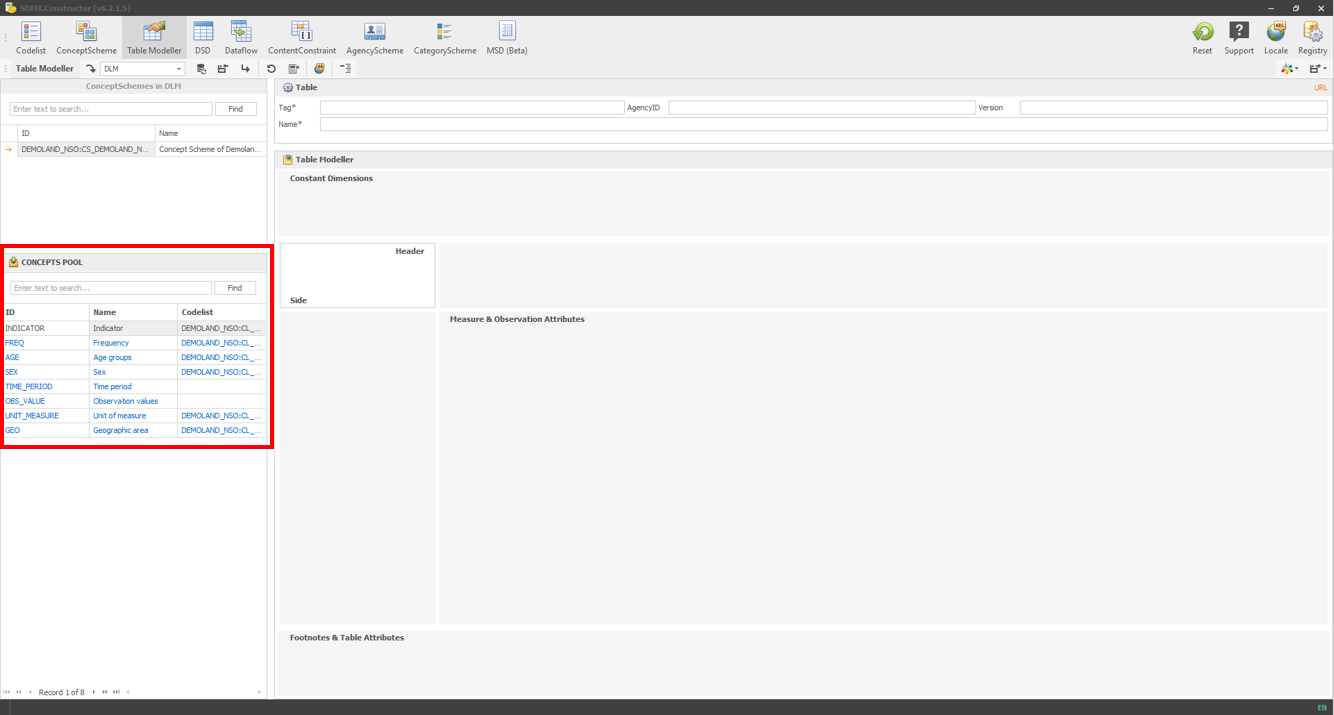 SDMX.Constructor (v6.2.1.5)
Codelist ConceptScheme Table Modeller DSD Dataflow ContentConstraint AgencyScheme CategoryScheme MSD (Beta) Reset Support Locale Registry
Table Modeller DLM
ConceptSchemes in DLM
Enter text to search... Find
ID Name
DEMOLAND_NSO:CS_DEMOLAND_N... Concept Scheme of Demolan...
CONCEPTS POOL
Enter text to search... Find
ID Name Codelist
INDICATOR Indicator DEMOLAND_NSO:CL_...
FREQ Frequency DEMOLAND_NSO:CL_...
AGE Age groups DEMOLAND_NSO:CL_...
SEX Sex DEMOLAND_NSO:CL_...
TIME_PERIOD Time period
OBS_VALUE Observation values
UNIT_MEASURE Unit of measure DEMOLAND_NSO:CL_...
GEO Geographic area DEMOLAND_NSO:CL_...
Record 1 of 8
Table URL
Tag* AgencyID Version
Name*
Table Modeller
Constant Dimensions
Header
Side
Measure & Observation Attributes
Footnotes & Table Attributes
EN